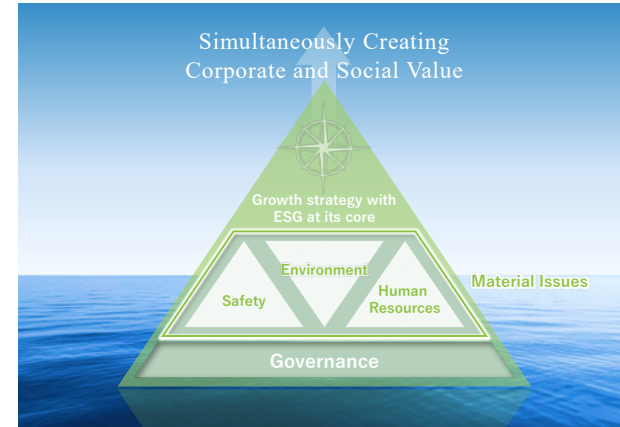 Simultaneously Creating
Corporate and Social Value
Growth strategy with
ESG at its core
Environment
Safety
Human
Resources
Material Issues
Governance